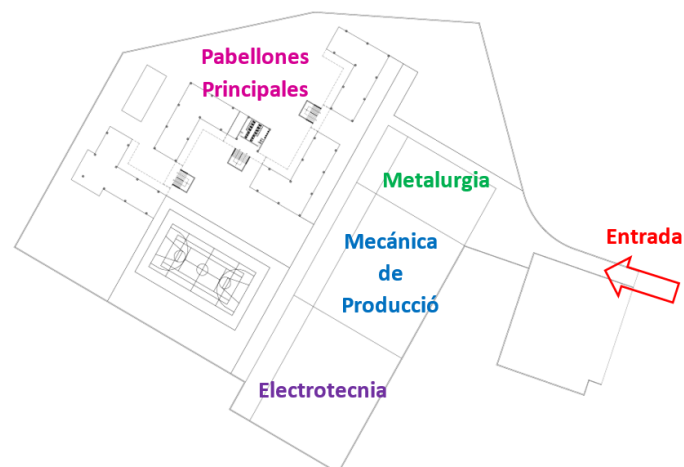 Pabellones
Principales
Metalurgia
Entrada
Mecánica
de
Producció
Electrotecnia